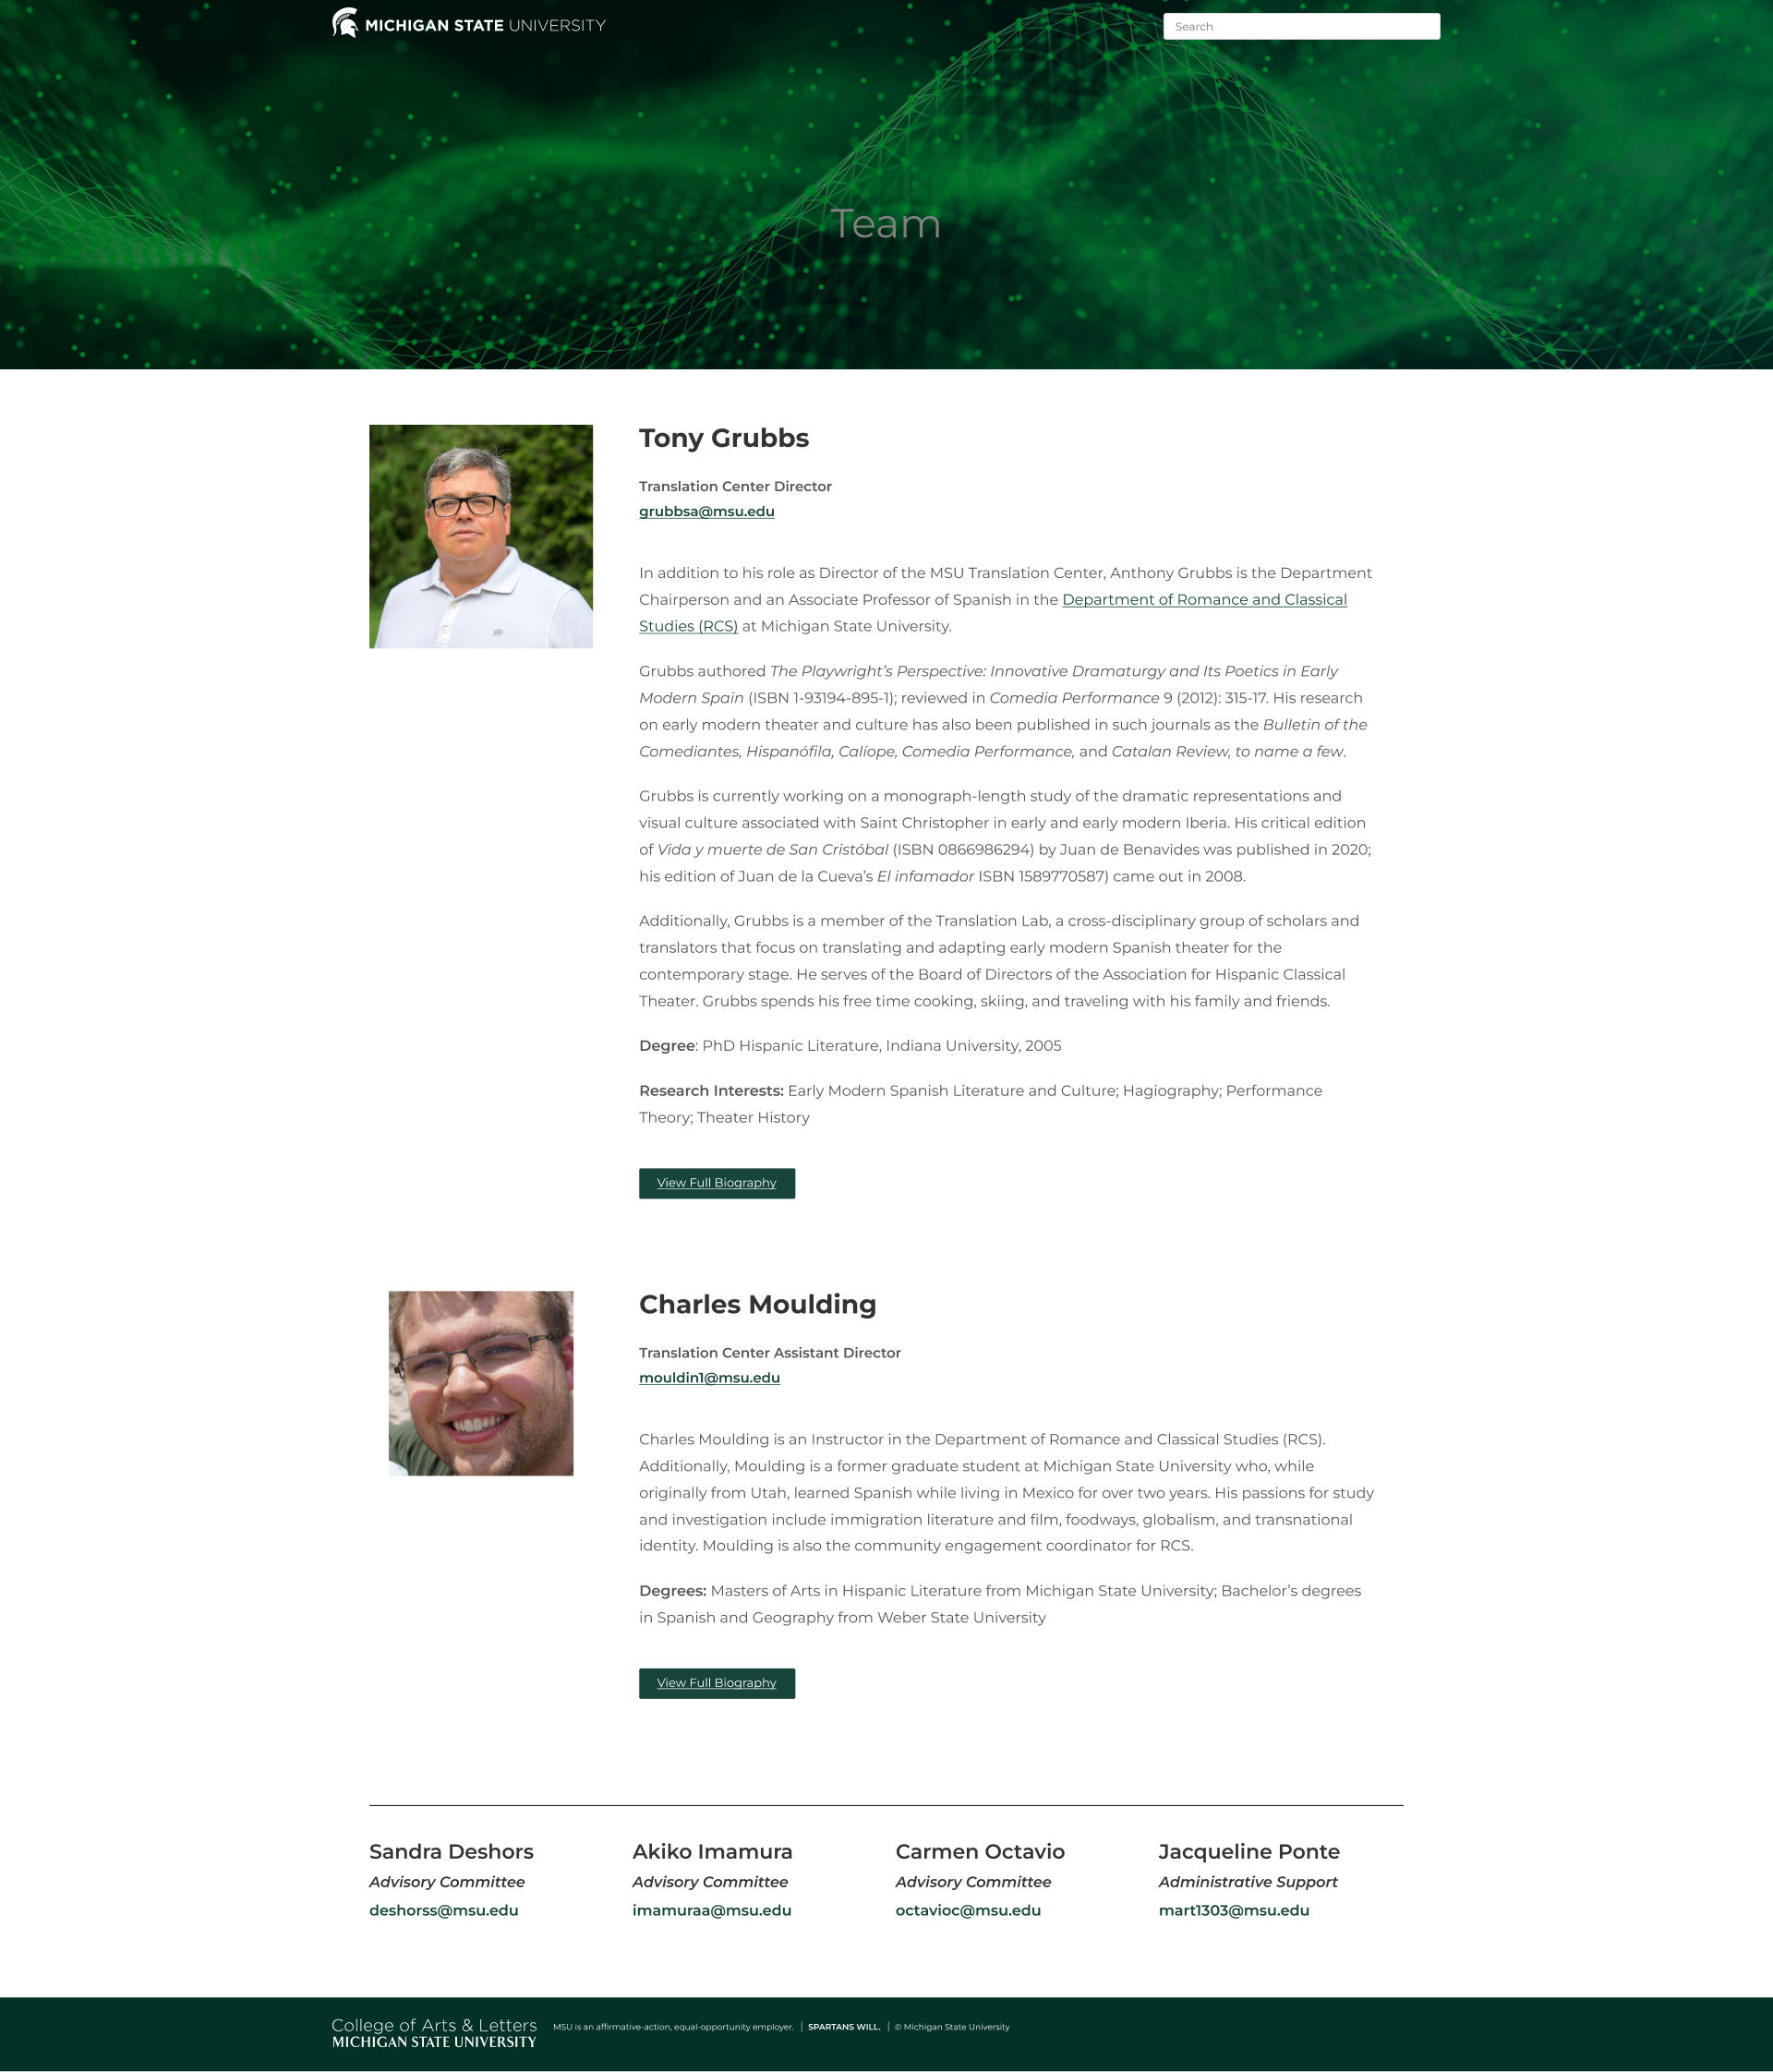 MICHIGAN STATE UNIVERSITY
Search
Team
Tony Grubbs
Translation Center Director
grubbsa@msu.edu
In addition to his role as Director of the MSU Translation Center, Anthony Grubbs is the Department
Chairperson and an Associate Professor of Spanish in the Department of Romance and Classical
Studies (RCS) at Michigan State University.
Grubbs authored The Playwright’s Perspective: Innovative Dramaturgy and Its Poetics in Early
Modern Spain (ISBN 1-93194-895-1); reviewed in Comedia Performance 9 (2012): 315-17. His research
on early modern theater and culture has also been published in such journals as the Bulletin of the
Comediantes, Hispanófila, Calíope, Comedia Performance, and Catalan Review, to name a few.
Grubbs is currently working on a monograph-length study of the dramatic representations and
visual culture associated with Saint Christopher in early and early modern Iberia. His critical edition
of Vida y muerte de San Cristóbal (ISBN 0866986294) by Juan de Benavides was published in 2020;
his edition of Juan de la Cueva’s El infamador ISBN 1589770587) came out in 2008.
Additionally, Grubbs is a member of the Translation Lab, a cross-disciplinary group of scholars and
translators that focus on translating and adapting early modern Spanish theater for the
contemporary stage. He serves of the Board of Directors of the Association for Hispanic Classical
Theater. Grubbs spends his free time cooking, skiing, and traveling with his family and friends.
Degree: PhD Hispanic Literature, Indiana University, 2005
Research Interests: Early Modern Spanish Literature and Culture; Hagiography; Performance
Theory; Theater History
View Full Biography
Charles Moulding
Translation Center Assistant Director
mouldin1@msu.edu
Charles Moulding is an Instructor in the Department of Romance and Classical Studies (RCS).
Additionally, Moulding is a former graduate student at Michigan State University who, while
originally from Utah, learned Spanish while living in Mexico for over two years. His passions for study
and investigation include immigration literature and film, foodways, globalism, and transnational
identity. Moulding is also the community engagement coordinator for RCS.
Degrees: Masters of Arts in Hispanic Literature from Michigan State University; Bachelor’s degrees
in Spanish and Geography from Weber State University
View Full Biography
Sandra Deshors
Advisory Committee
deshorss@msu.edu
Akiko Imamura
Advisory Committee
imamuraa@msu.edu
Carmen Octavio
Advisory Committee
octavioc@msu.edu
Jacqueline Ponte
Administrative Support
mart1303@msu.edu
College of Arts & Letters
MICHIGAN STATE UNIVERSITY
MSU is an affirmative-action, equal-opportunity employer. | SPARTANS WILL. | © Michigan State University